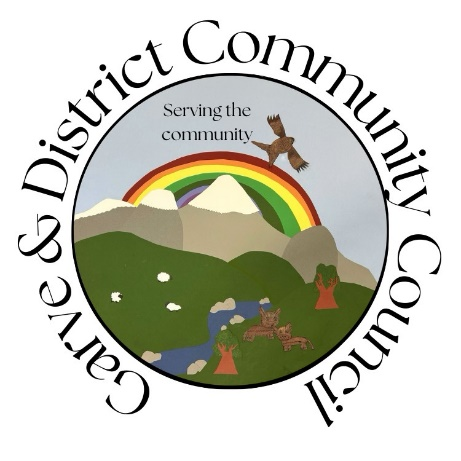 Garve & District Community Council
Serving the
community